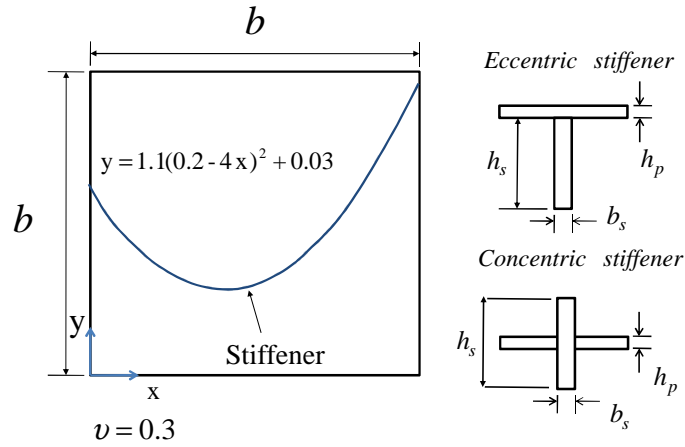 b
b
y = 1.1(0.2 - 4x)² + 0.03
Stiffener
y
x
υ = 0.3
Eccentric stiffener
h_s
h_p
b_s
Concentric stiffener
h_s
h_p
b_s